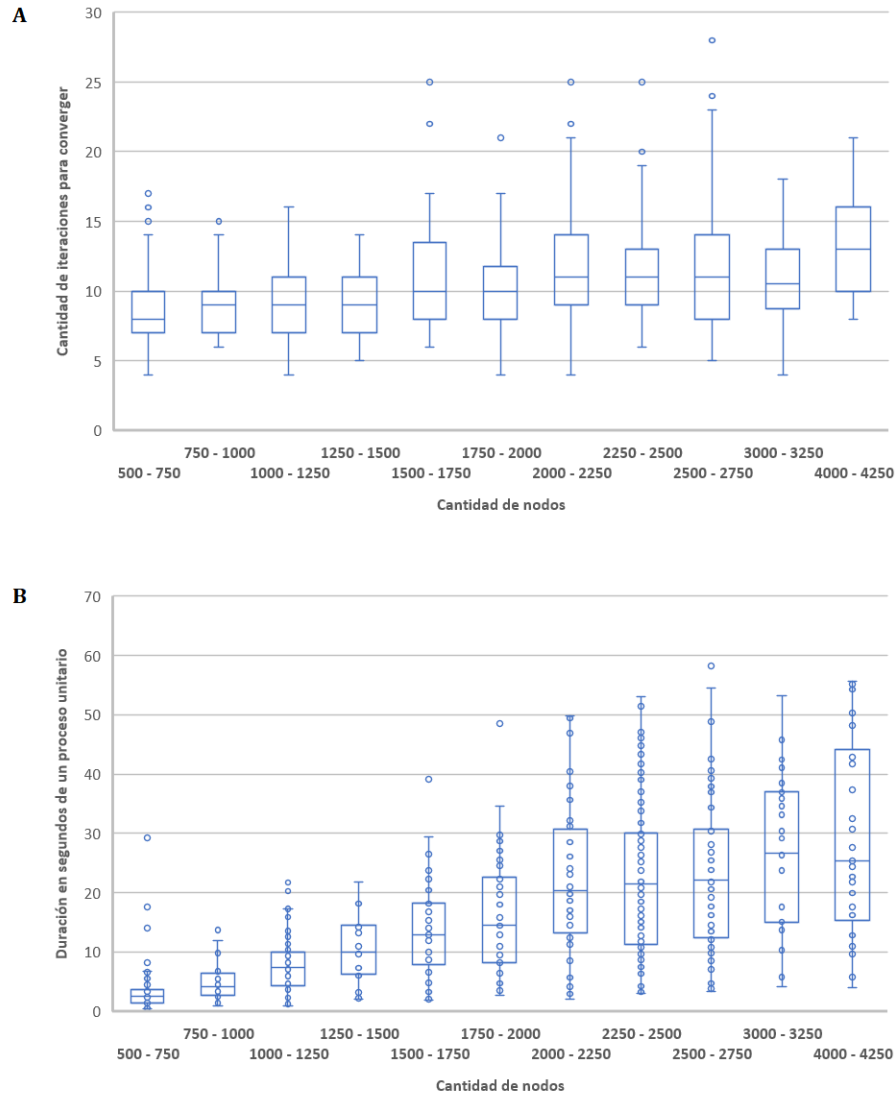 A
30
25
20
15
10
5
0
Cantidad de iteraciones para converger
750 - 1000 1250 - 1500 1750 - 2000 2250 - 2500 3000 - 3250
500 - 750 1000 - 1250 1500 - 1750 2000 - 2250 2500 - 2750 4000 - 4250
Cantidad de nodos
B
70
60
50
40
30
20
10
0
Duración en segundos de un proceso unitario
750 - 1000 1250 - 1500 1750 - 2000 2250 - 2500 3000 - 3250
500 - 750 1000 - 1250 1500 - 1750 2000 - 2250 2500 - 2750 4000 - 4250
Cantidad de nodos